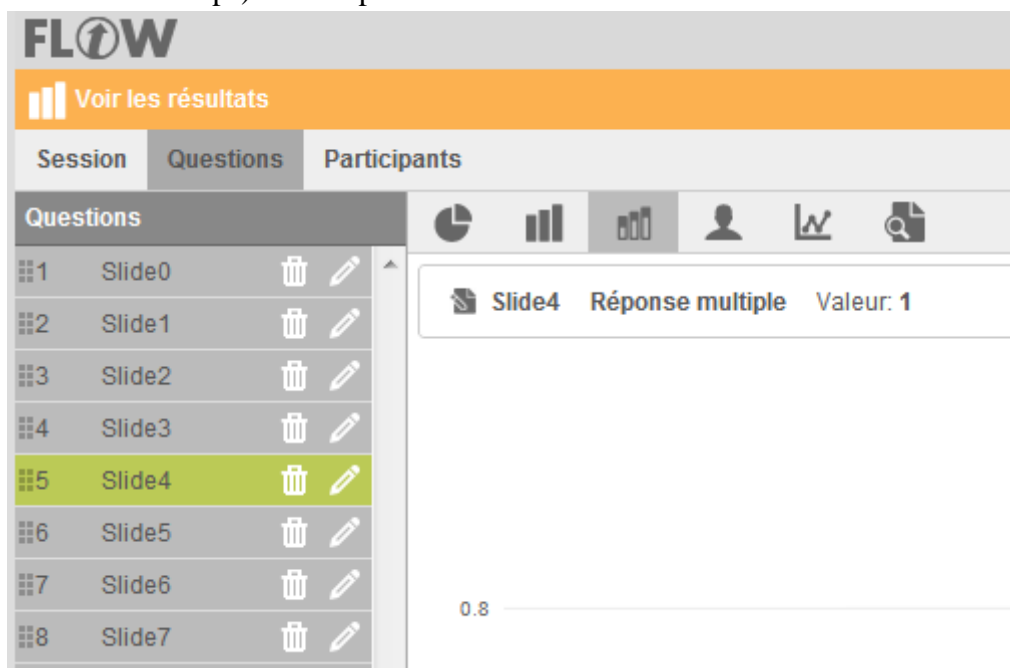 FLOW
Voir les résultats
Session Questions Participants
Questions
1 Slide0
2 Slide1
3 Slide2
4 Slide3
5 Slide4
6 Slide5
7 Slide6
8 Slide7
Slide4 Réponse multiple Valeur: 1
0.8